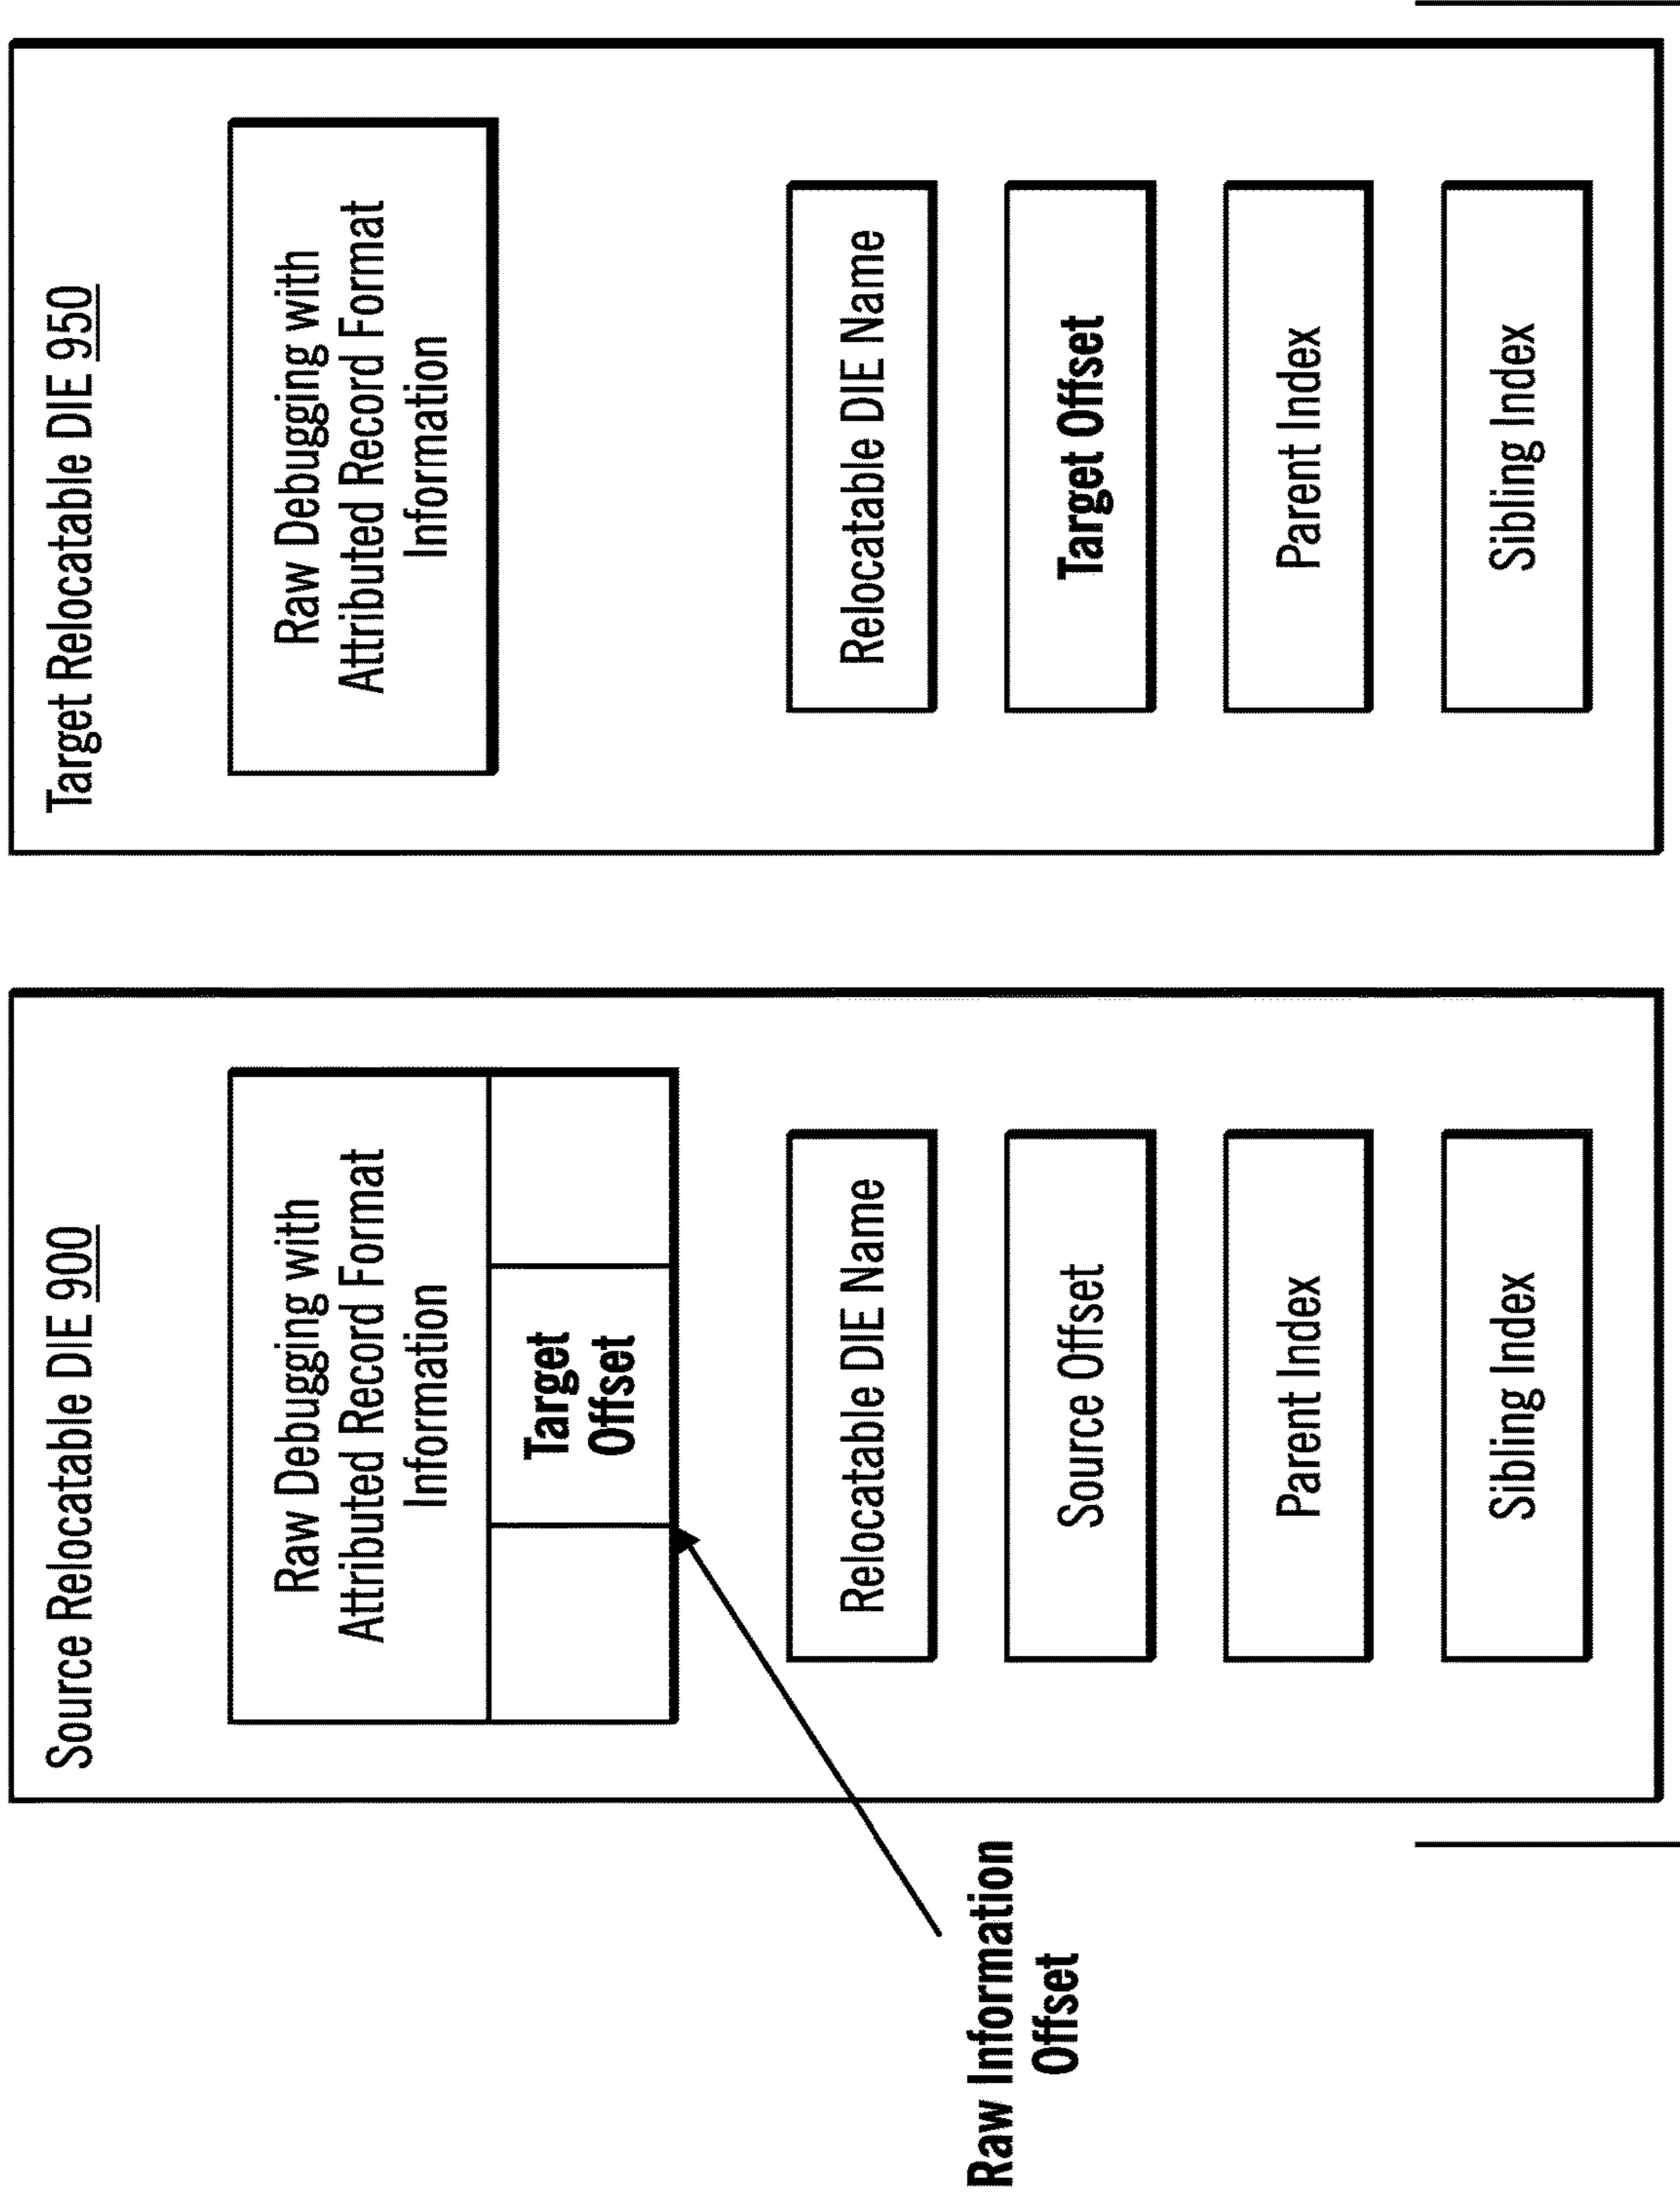 Source Relocatable DIE 900
Raw Debugging with
Attributed Record Format
Information
Target
Offset
Relocatable DIE Name
Source Offset
Parent Index
Sibling Index
Raw Information
Offset
Target Relocatable DIE 950
Raw Debugging with
Attributed Record Format
Information
Relocatable DIE Name
Target Offset
Parent Index
Sibling Index